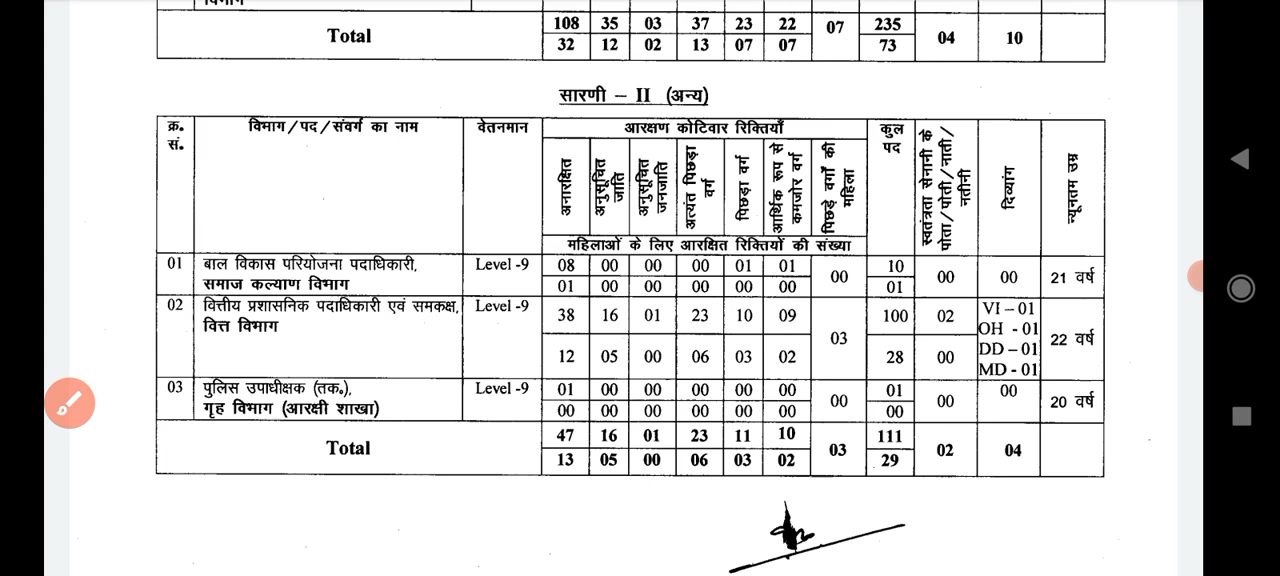 विभाग
Total 108 35 03 37 23 22 07 235 04 10
32 12 02 13 07 07 73
सारणी – II (अन्य)
क्र. सं. विभाग/पद/संवर्ग का नाम वेतनमान आरक्षण कोटिवार रिक्तियाँ कुल पद स्वतंत्रता सेनानी के पोता/पोती/नाती/नतीनी दिव्यांग न्यूनतम उम्र
अनारक्षित अनुसूचित जाति अनुसूचित जनजाति अत्यंत पिछड़ा वर्ग पिछड़ा वर्ग आर्थिक रूप से कमजोर वर्ग पिछड़े वर्गों की महिला
महिलाओं के लिए आरक्षित रिक्तियों की संख्या
01 बाल विकास परियोजना पदाधिकारी, Level -9 08 00 00 00 01 01 00 10 00 00 21 वर्ष
समाज कल्याण विभाग 01 00 00 00 00 00 01
02 वित्तीय प्रशासनिक पदाधिकारी एवं समकक्ष, Level -9 38 16 01 23 10 09 03 100 02 VI – 01 22 वर्ष
वित्त विभाग OH - 01
12 05 00 06 03 02 28 00 DD – 01
MD - 01
03 पुलिस उपाधीक्षक (तक.), Level -9 01 00 00 00 00 00 00 01 00 00 20 वर्ष
गृह विभाग (आरक्षी शाखा) 00 00 00 00 00 00 00
Total 47 16 01 23 11 10 03 111 02 04
13 05 00 06 03 02 29